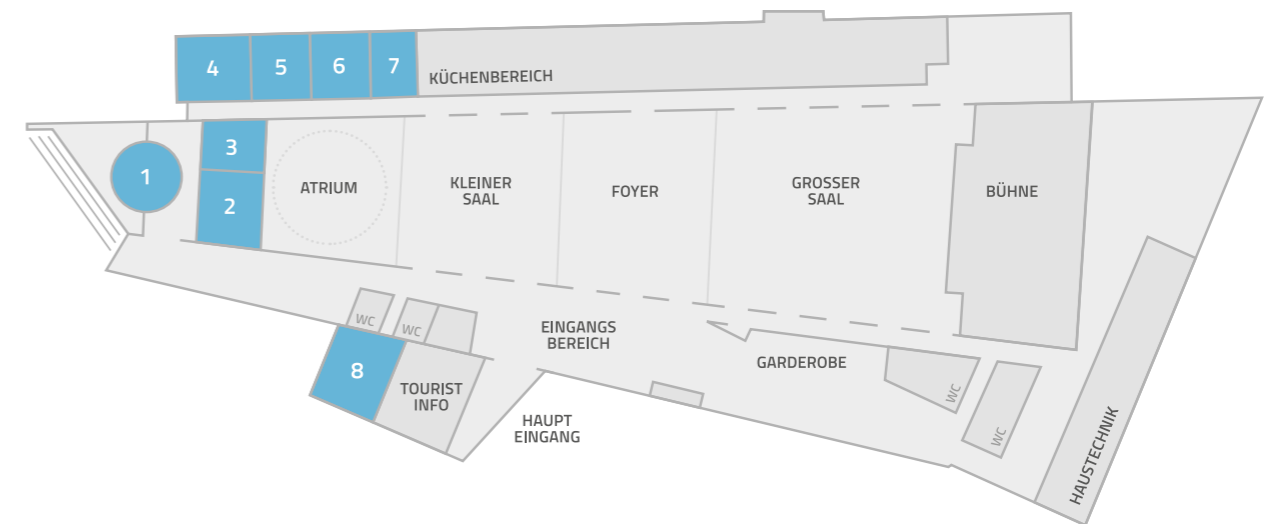 4
5
6
7
KÜCHENBEREICH
1
3
2
ATRIUM
KLEINER
SAAL
FOYER
GROSSER
SAAL
BÜHNE
WC
WC
8
TOURIST
INFO
EINGANGS
BEREICH
HAUPT
EINGANG
GARDEROBE
WC
WC
HAUSTECHNIK